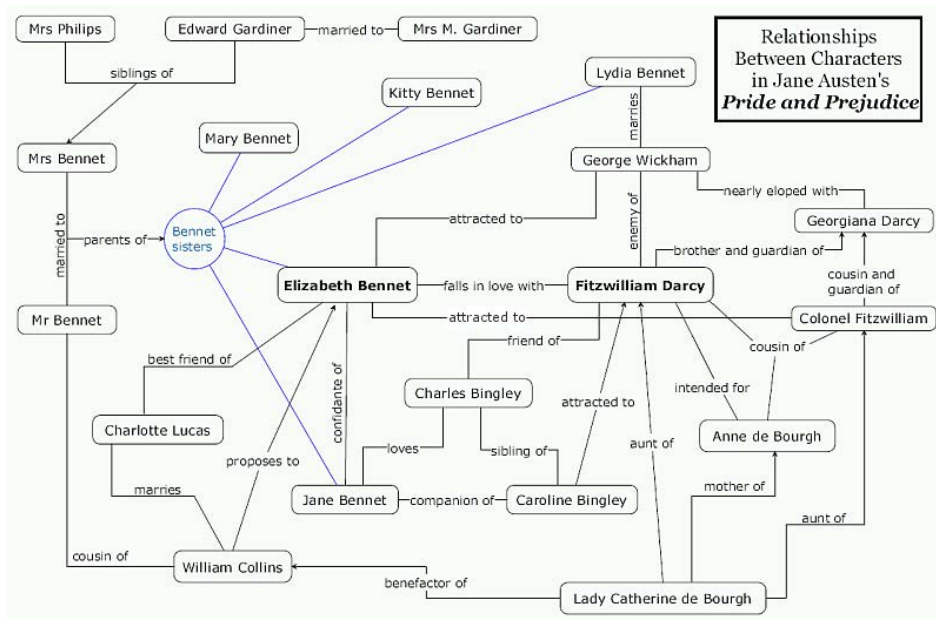 Mrs Philips
Edward Gardiner
married to
Mrs M. Gardiner
Relationships
Between Characters
in Jane Austen's
Pride and Prejudice
siblings of
Lydia Bennet
Kitty Bennet
marries
Mary Bennet
Mrs Bennet
George Wickham
nearly eloped with
Georgiana Darcy
attracted to
enemy of
married to
parents of
Bennet
sisters
brother and guardian of
cousin and
guardian of
Elizabeth Bennet
falls in love with
Fitzwilliam Darcy
Mr Bennet
attracted to
Colonel Fitzwilliam
friend of
cousin of
best friend of
confidante of
Charles Bingley
intended for
attracted to
Charlotte Lucas
Anne de Bourgh
aunt of
loves
sibling of
proposes to
marries
Jane Bennet
companion of
Caroline Bingley
mother of
aunt of
cousin of
William Collins
benefactor of
Lady Catherine de Bourgh